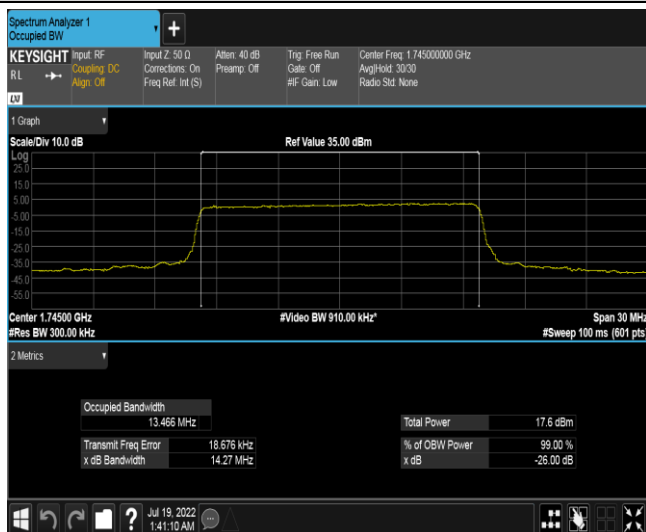 Spectrum Analyzer 1
Occupied BW
+
KEYSIGHT Input: RF Input Z: 50 Ω Atten: 40 dB Trig: Free Run Center Freq: 1.745000000 GHz
RL Coupling: DC Corrections: On Preamp: Off Gate: Off Avg|Hold: 30/30
Align: Off Freq Ref: Int (S) #IF Gain: Low Radio Std: None
LXI
1 Graph
Scale/Div 10.0 dB Ref Value 35.00 dBm
Log
25.0
15.0
5.00
-5.00
-15.0
-25.0
-35.0
-45.0
-55.0
Center 1.74500 GHz #Video BW 910.00 kHz* Span 30 MHz
#Res BW 300.00 kHz #Sweep 100 ms (601 pts)
2 Metrics
Occupied Bandwidth
13.466 MHz Total Power 17.6 dBm
Transmit Freq Error 18.676 kHz % of OBW Power 99.00 %
x dB Bandwidth 14.27 MHz x dB -26.00 dB
? Jul 19, 2022
1:41:10 AM